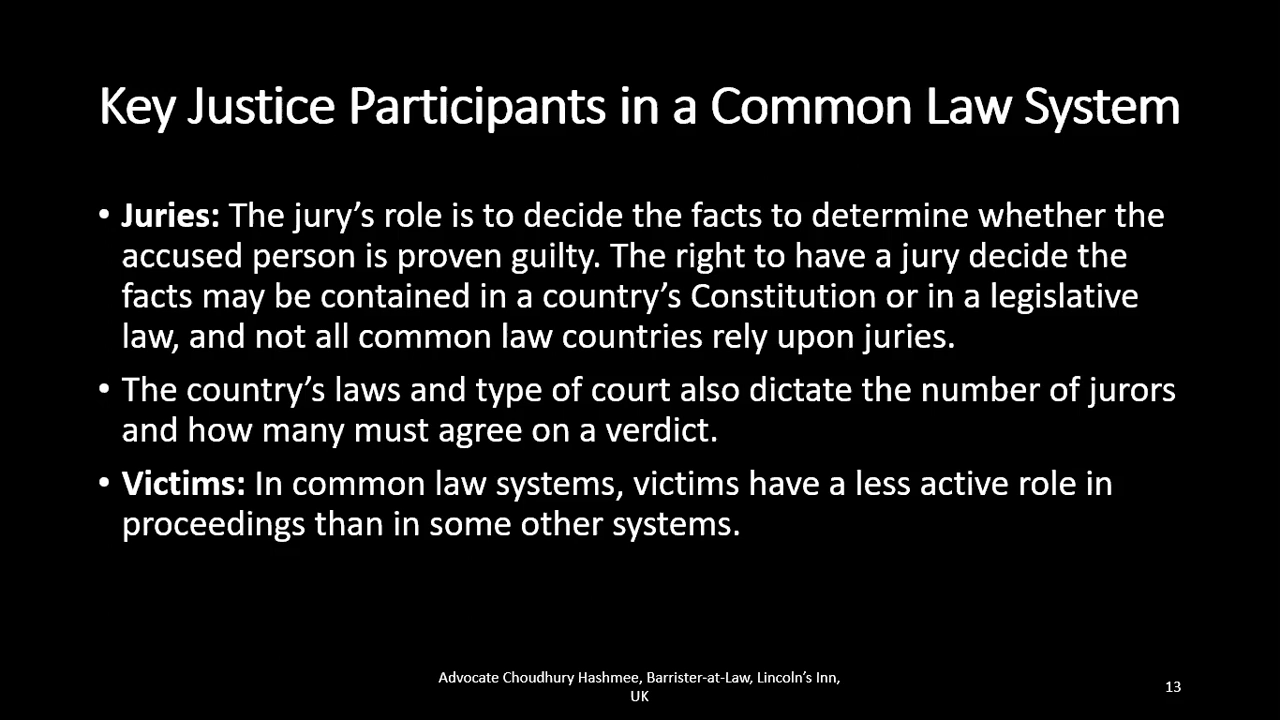 Key Justice Participants in a Common Law System
• Juries: The jury’s role is to decide the facts to determine whether the
accused person is proven guilty. The right to have a jury decide the
facts may be contained in a country’s Constitution or in a legislative
law, and not all common law countries rely upon juries.
• The country’s laws and type of court also dictate the number of jurors
and how many must agree on a verdict.
• Victims: In common law systems, victims have a less active role in
proceedings than in some other systems.
Advocate Choudhury Hashmee, Barrister-at-Law, Lincoln’s Inn,
UK
13